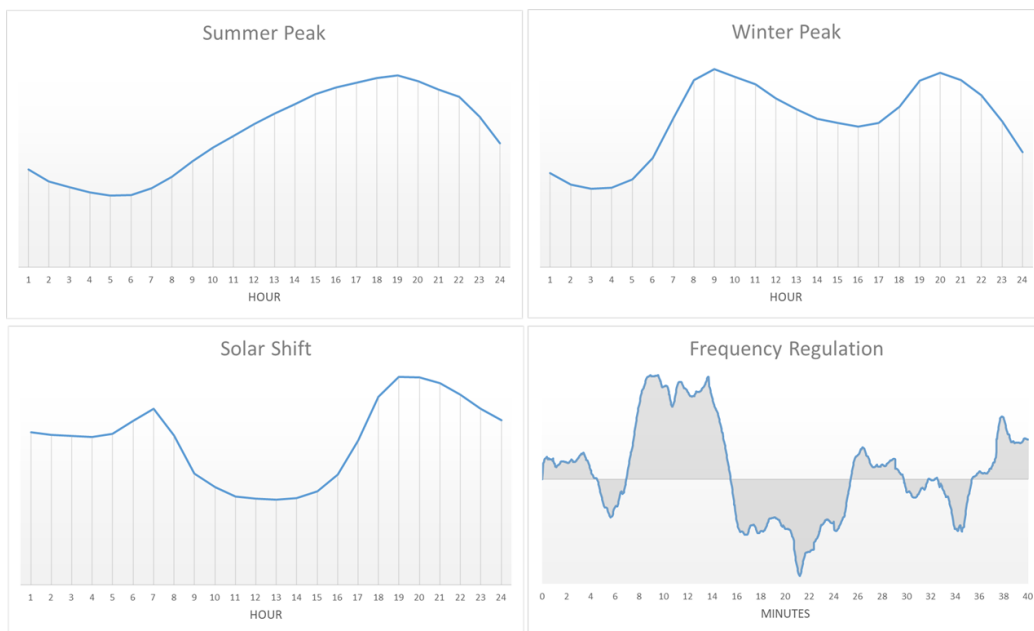 Summer Peak
1 2 3 4 5 6 7 8 9 10 11 12 13 14 15 16 17 18 19 20 21 22 23 24
HOUR
Winter Peak
1 2 3 4 5 6 7 8 9 10 11 12 13 14 15 16 17 18 19 20 21 22 23 24
HOUR
Solar Shift
1 2 3 4 5 6 7 8 9 10 11 12 13 14 15 16 17 18 19 20 21 22 23 24
HOUR
Frequency Regulation
0 2 4 6 8 10 12 14 16 18 20 22 24 26 28 30 32 34 36 38 40
MINUTES